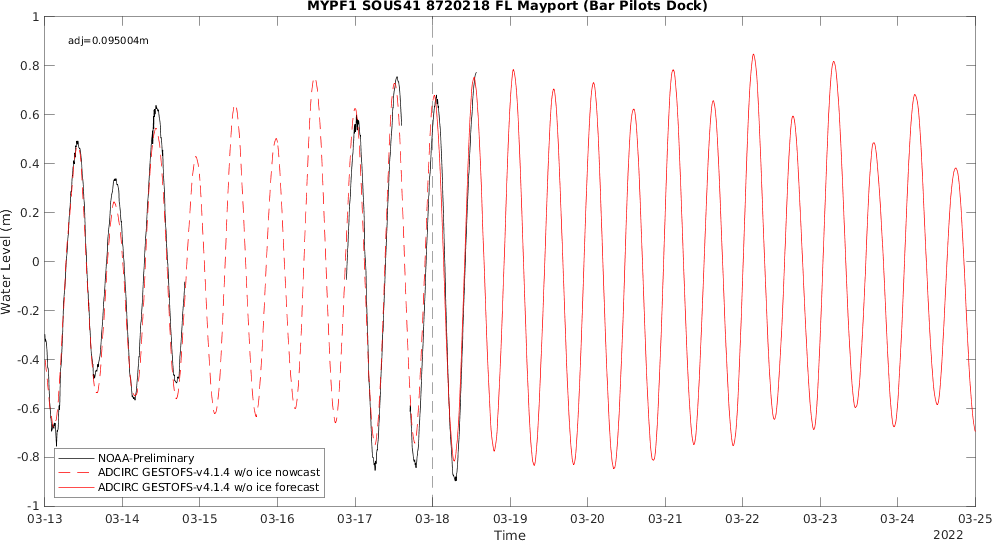 MYPF1 SOUS41 8720218 FL Mayport (Bar Pilots Dock)
adj=0.095004m
1
0.8
0.6
0.4
0.2
0
-0.2
-0.4
-0.6
-0.8
-1
Water Level (m)
NOAA-Preliminary
ADCIRC GESTOFS-v4.1.4 w/o ice nowcast
ADCIRC GESTOFS-v4.1.4 w/o ice forecast
03-13 03-14 03-15 03-16 03-17 03-18 03-19 03-20 03-21 03-22 03-23 03-24 03-25
Time
2022